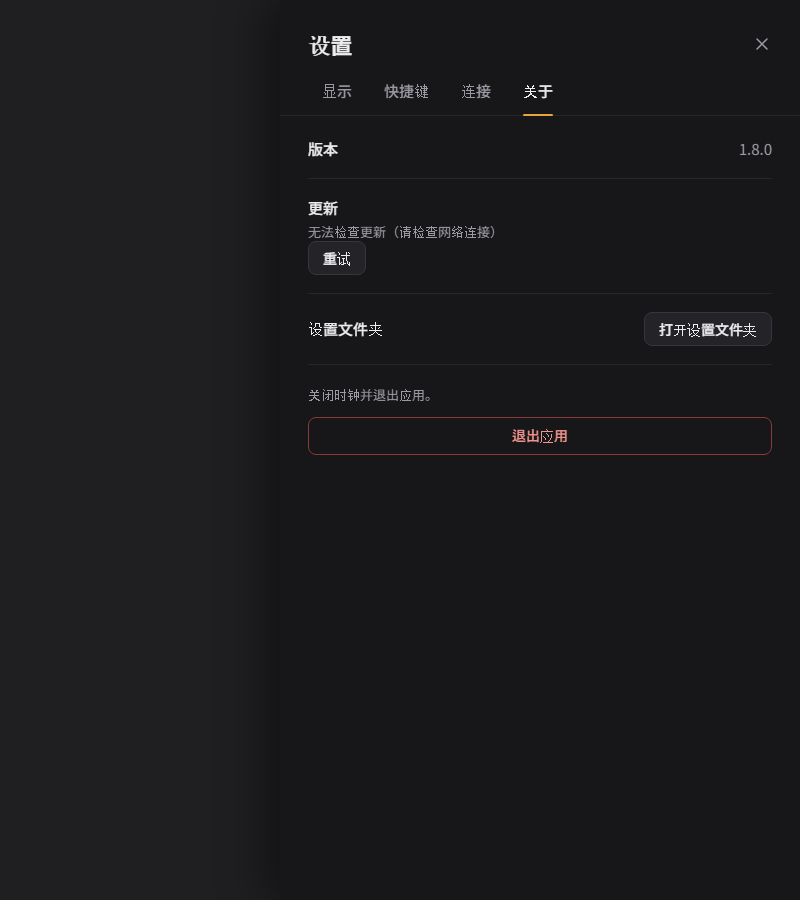 设置
显示 快捷键 连接 关于
版本 1.8.0
更新
无法检查更新（请检查网络连接）
重试
设置文件夹 打开设置文件夹
关闭时钟并退出应用。
退出应用